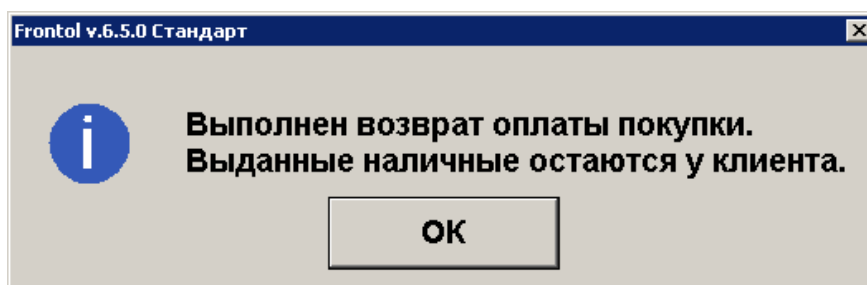 Frontol v.6.5.0 Стандарт
Выполнен возврат оплаты покупки.
Выданные наличные остаются у клиента.
ОК